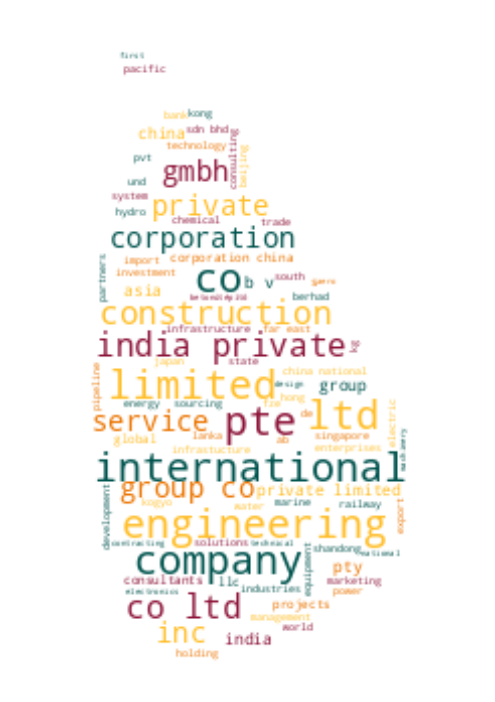 first
pacific
bank kong
china sdn bhd
technology
consulting
beijing
pvt
gmbh
und
system
private
hydro
chemical trade
corporation
import corporation china
partners
investment
co b v south
asia
berhad
construction
infrastructure far east
india private kg
japan state
pipeline
limited
china national
design
group
energy sourcing
hong
service pte ltd
de
electric
global lanka ab singapore
infrastucture enterprises
international
group co private limited
kogyo marine railway
water
development
export
engineering
contracting solutions technical
company
shandong national
equipment
pty
consultants llc
marketing
electronics industries
power
co ltd
projects
management
inc
world
india
holding